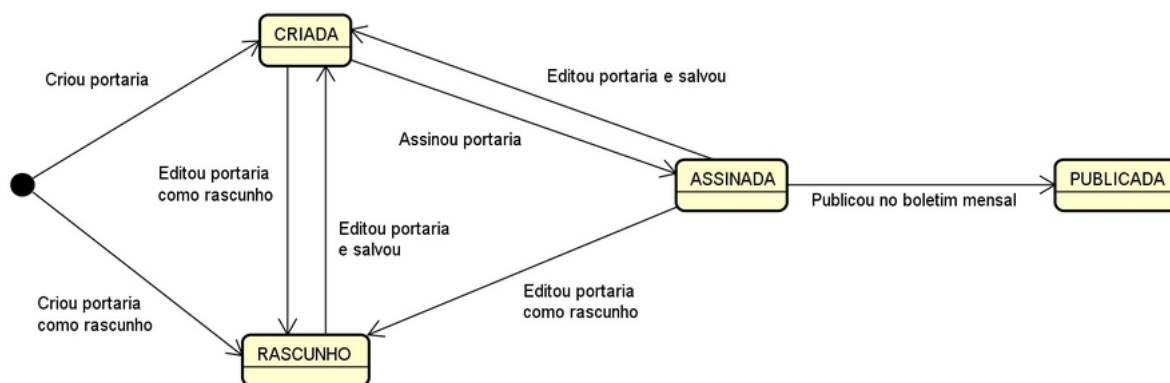 CRIADA
Criou portaria
Editou portaria e salvou
Assinou portaria
Editou portaria
como rascunho
ASSINADA
PUBLICADA
Publicou no boletim mensal
Editou portaria
e salvou
Criou portaria
como rascunho
Editou portaria
como rascunho
RASCUNHO